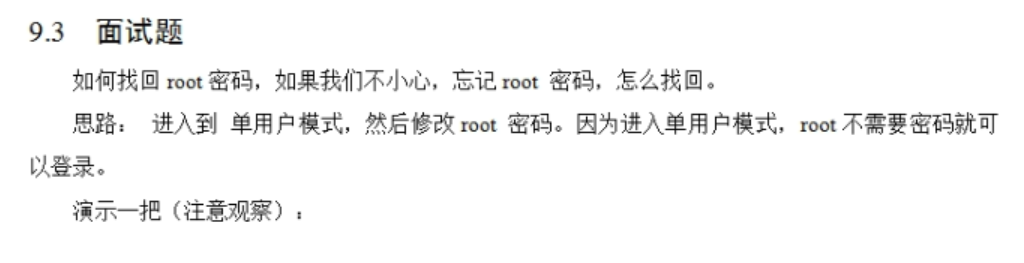 9.3 面试题
如何找回 root 密码，如果我们不小心，忘记 root 密码，怎么找回。
思路： 进入到 单用户模式，然后修改 root 密码。因为进入单用户模式，root 不需要密码就可
以登录。
演示一把（注意观察）：